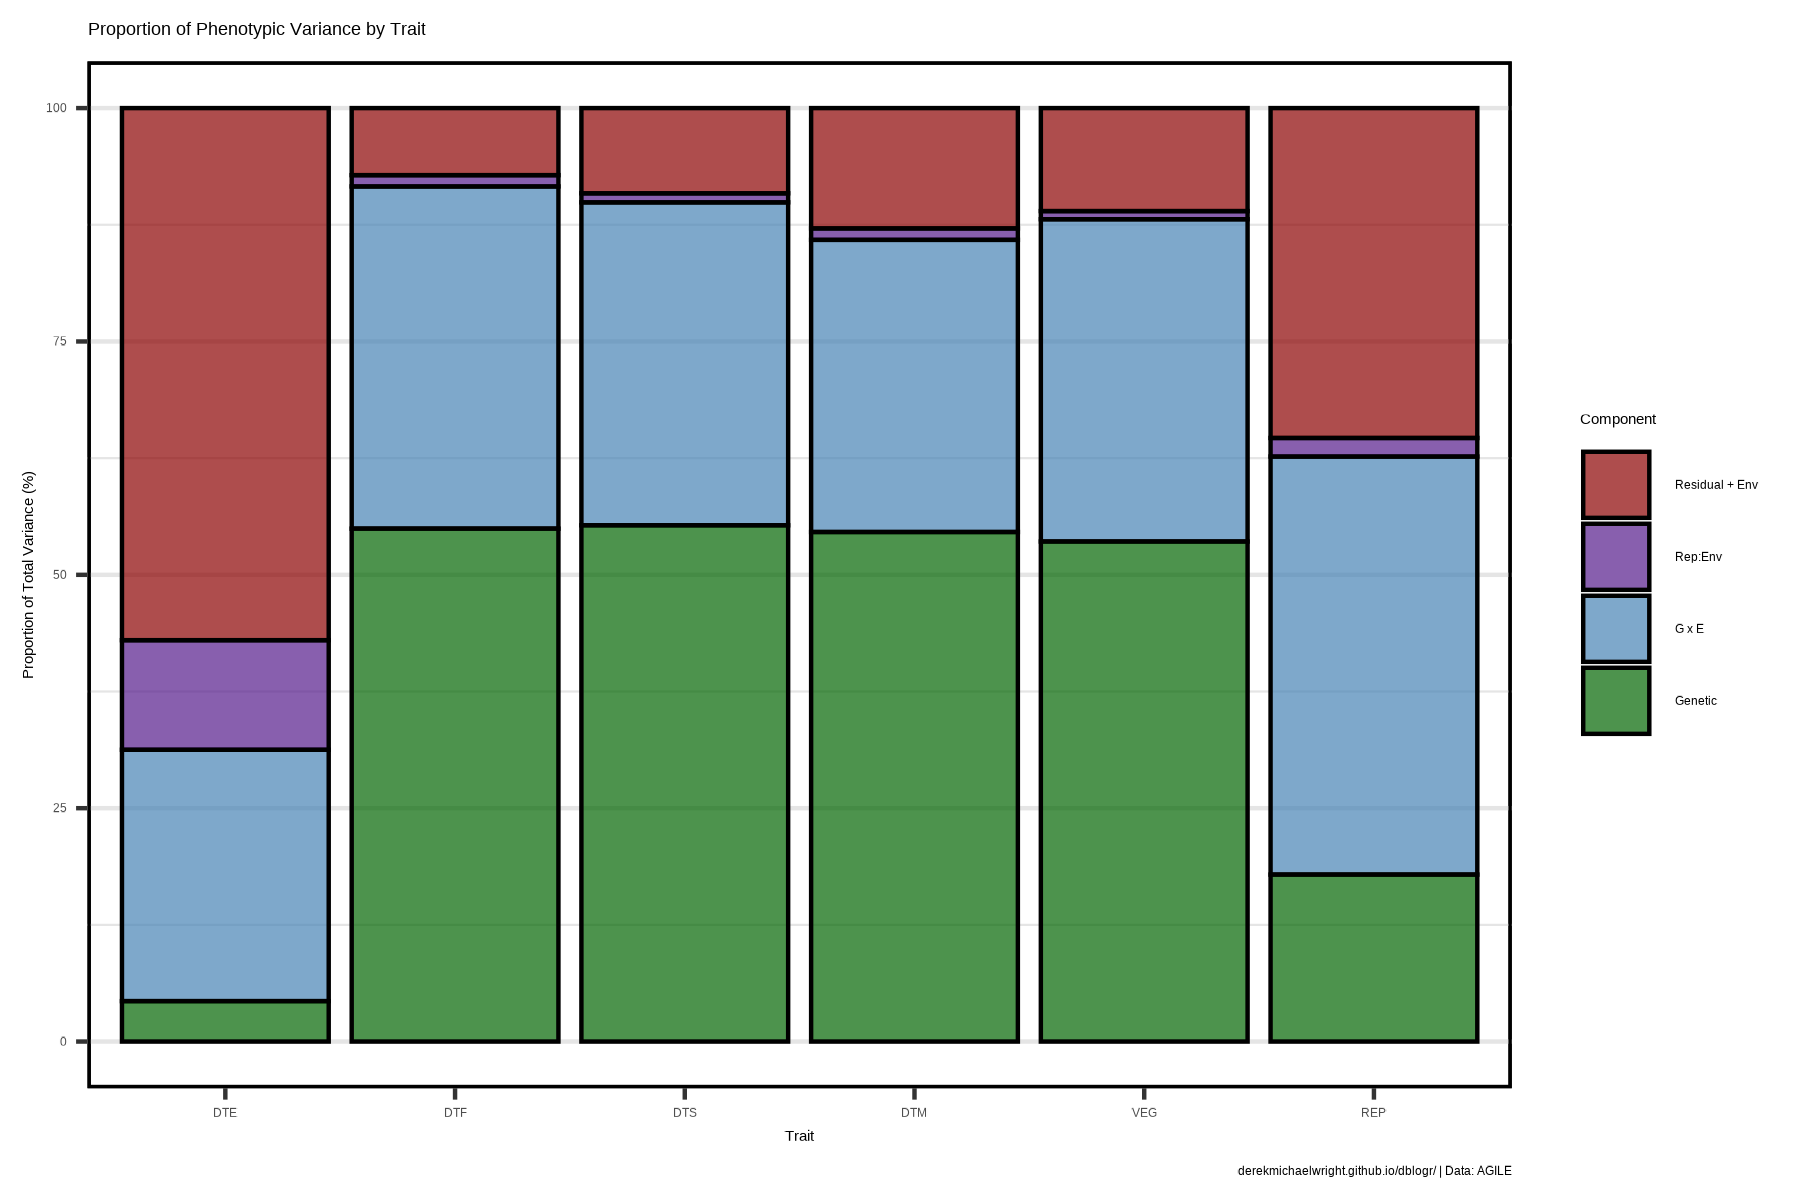 Proportion of Phenotypic Variance by Trait
Proportion of Total Variance (%)
100
75
50
25
0
DTE DTF DTS DTM VEG REP
Trait
Component
Residual + Env
Rep:Env
G x E
Genetic
derekmichaelwright.github.io/dblogr/ | Data: AGILE